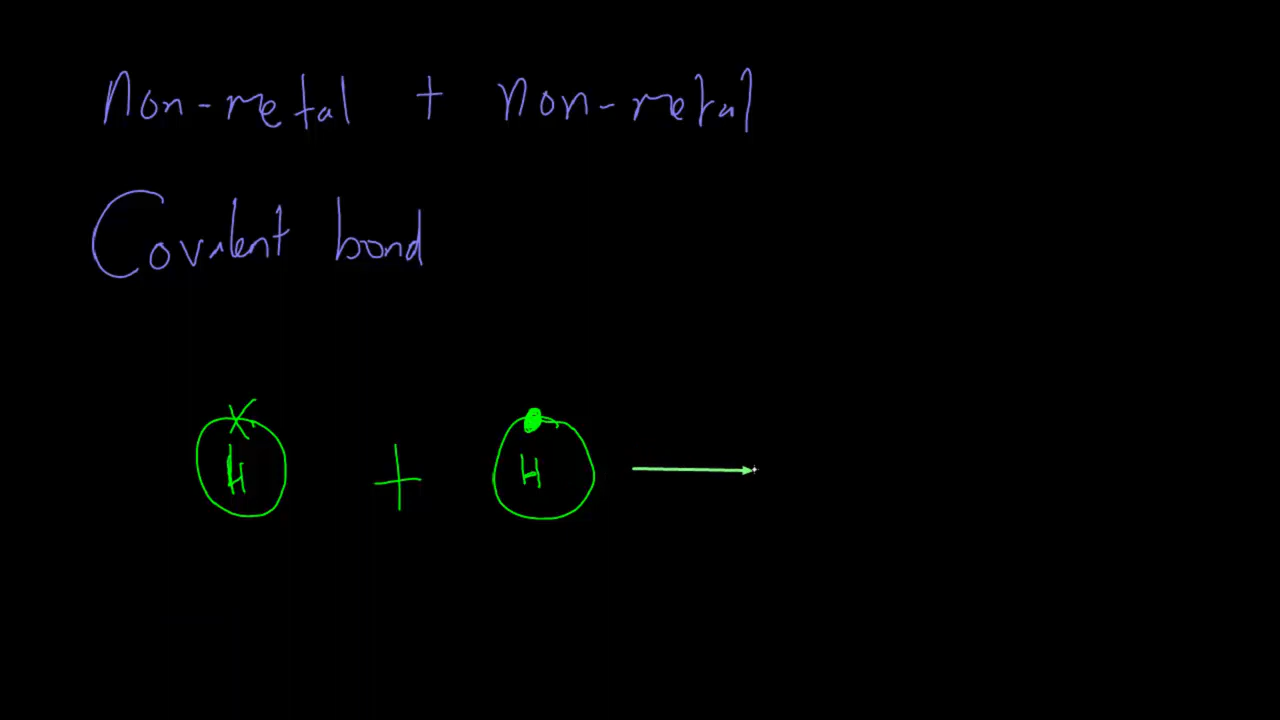 Non-metal + non-metal
Covalent bond
H + H